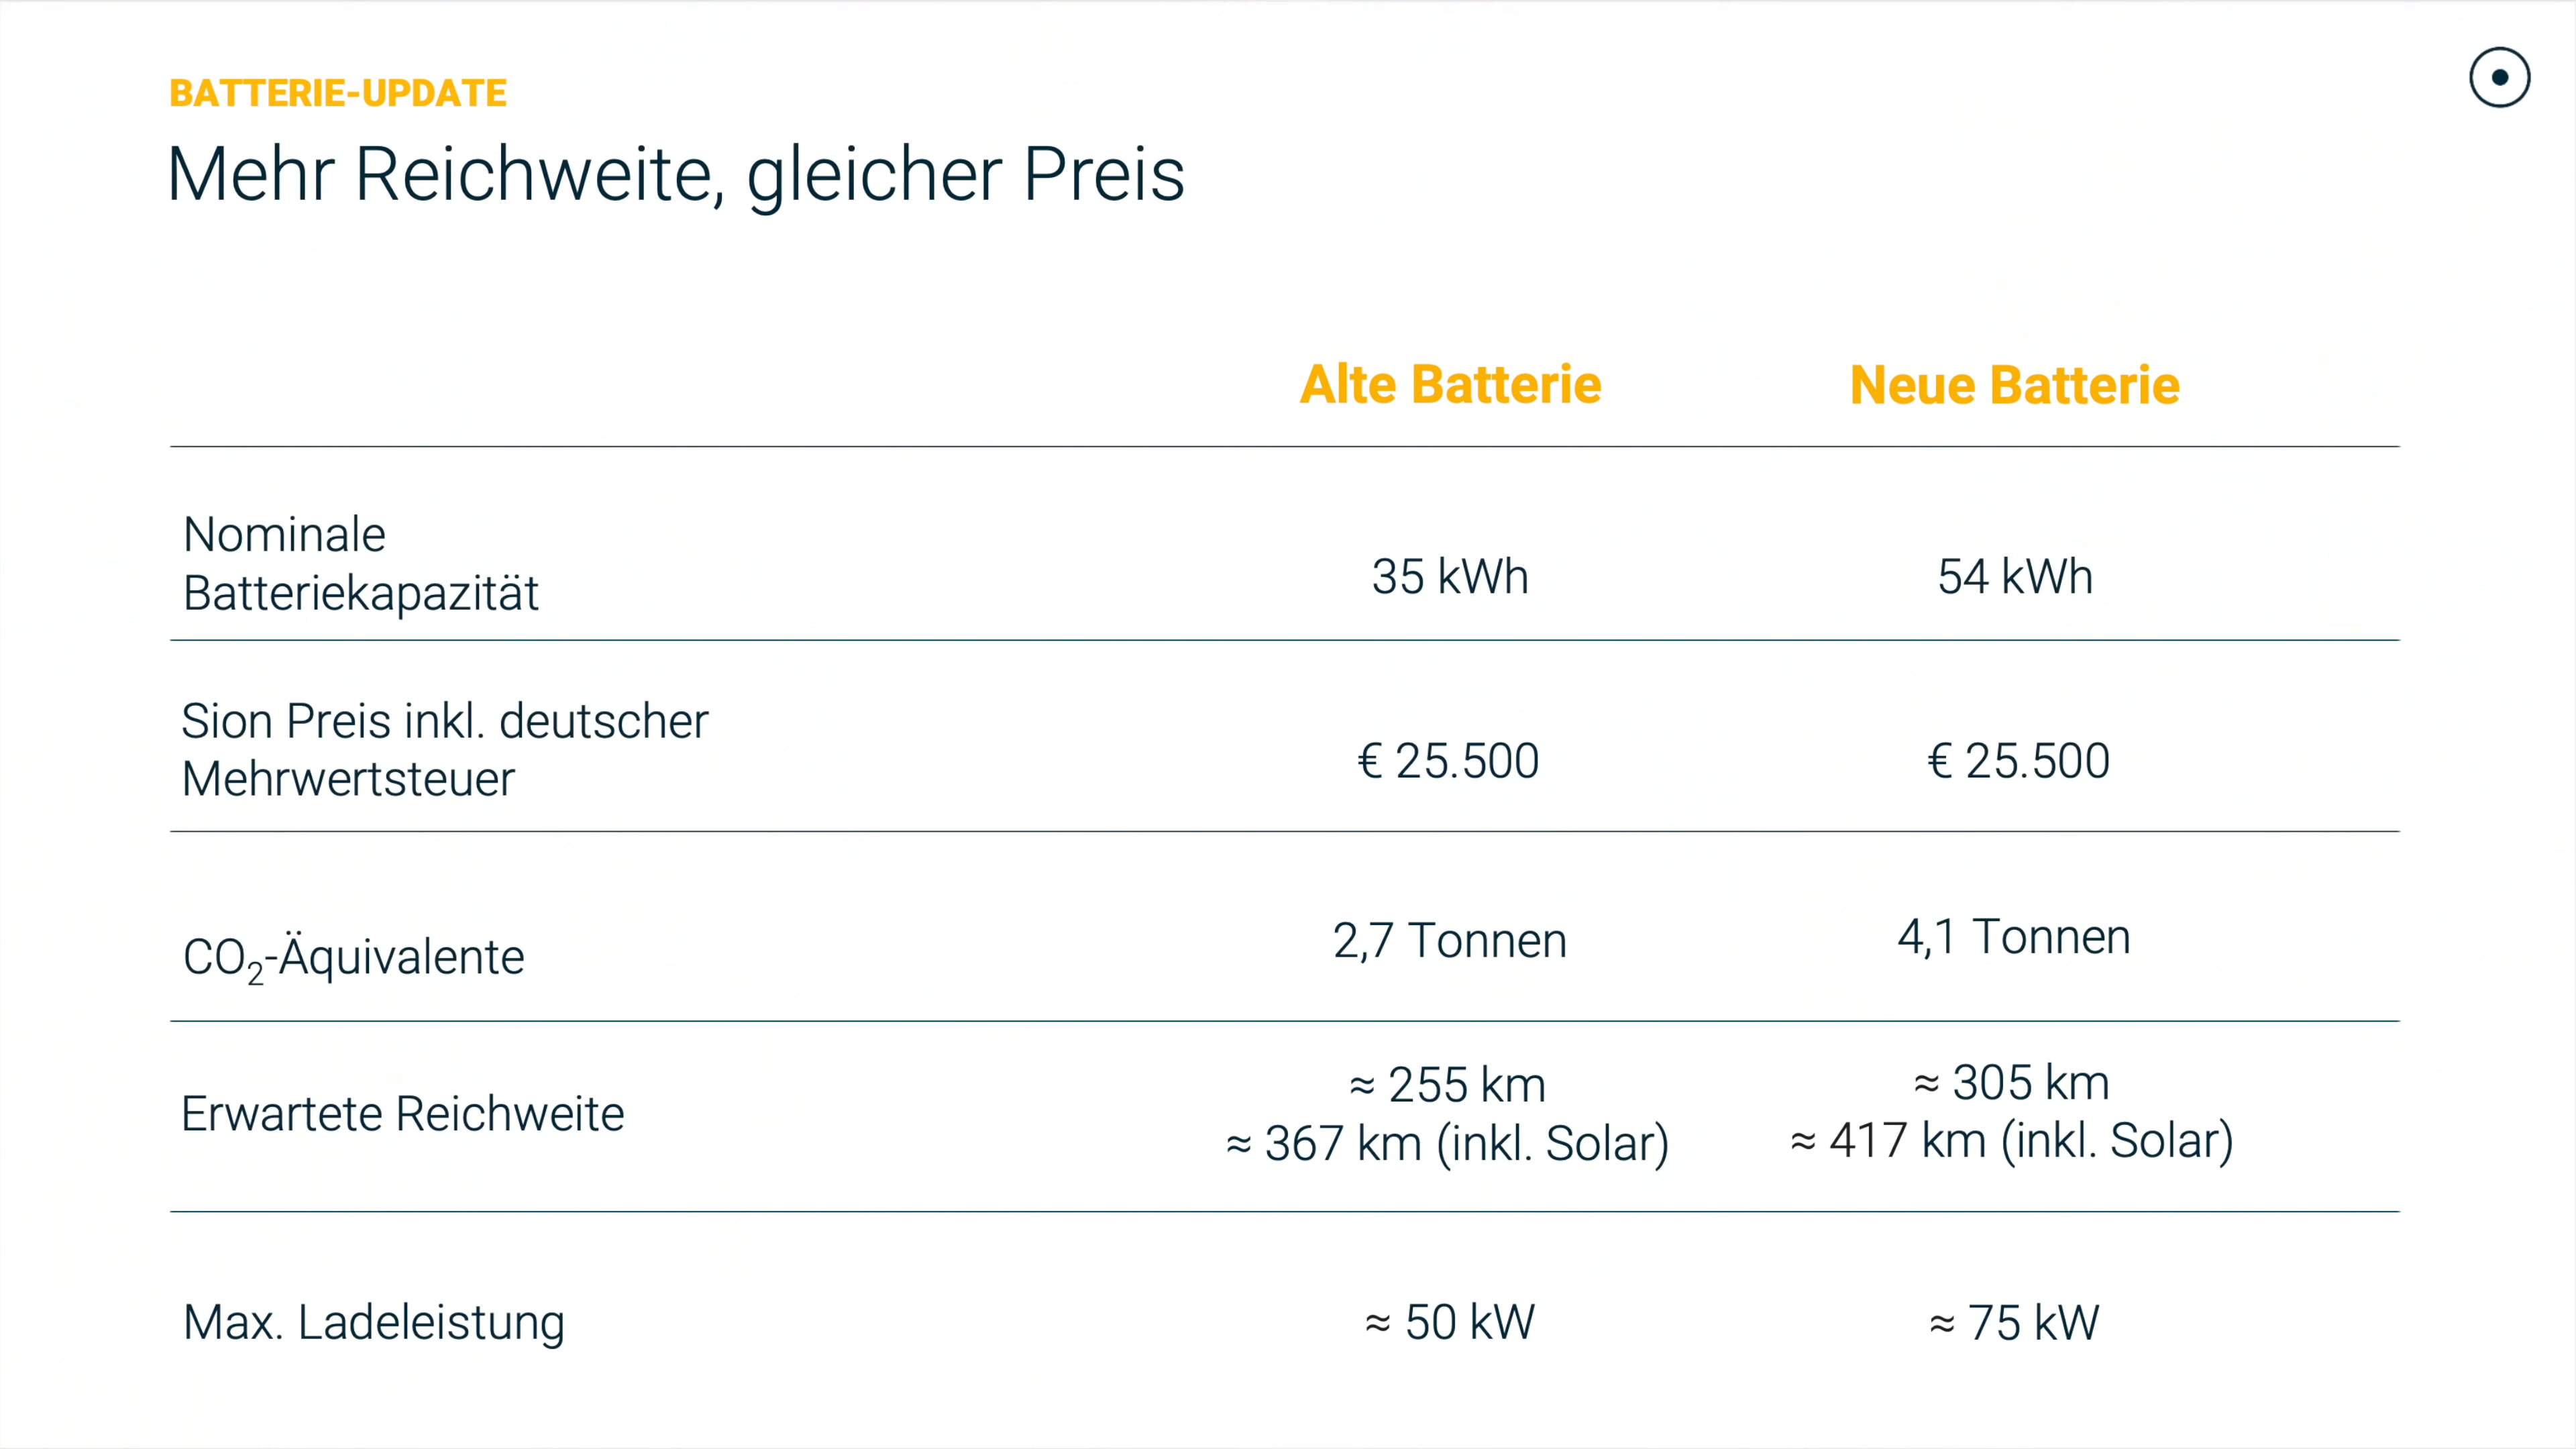 BATTERIE-UPDATE
Mehr Reichweite, gleicher Preis
Alte Batterie Neue Batterie
Nominale
Batteriekapazität
35 kWh 54 kWh
Sion Preis inkl. deutscher
Mehrwertsteuer
€ 25.500 € 25.500
CO₂-Äquivalente 2,7 Tonnen 4,1 Tonnen
Erwartete Reichweite
≈ 255 km ≈ 305 km
≈ 367 km (inkl. Solar) ≈ 417 km (inkl. Solar)
Max. Ladeleistung ≈ 50 kW ≈ 75 kW